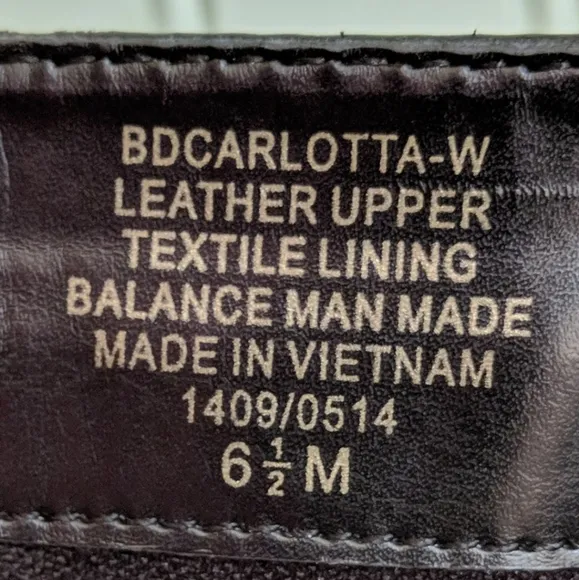 BDCARLOTTA-W
LEATHER UPPER
TEXTILE LINING
BALANCE MAN MADE
MADE IN VIETNAM
1409/0514
6 ½ M